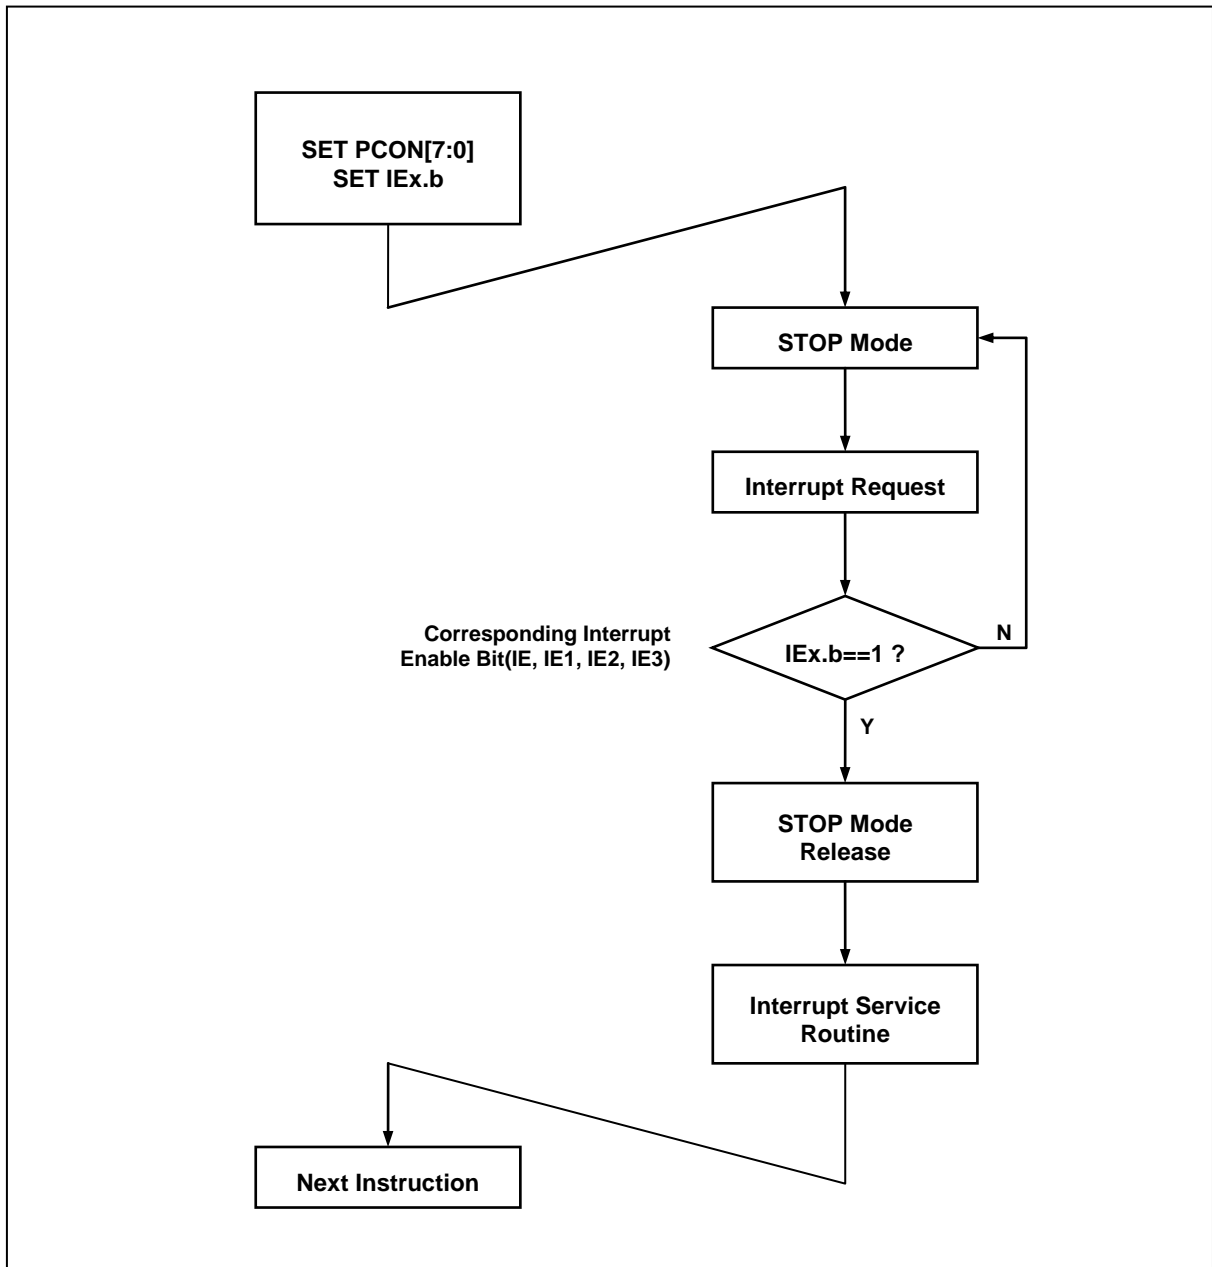 SET PCON[7:0]
SET IEx.b
STOP Mode
Interrupt Request
Corresponding Interrupt
Enable Bit(IE, IE1, IE2, IE3)
IEx.b==1 ?
N
Y
STOP Mode
Release
Interrupt Service
Routine
Next Instruction